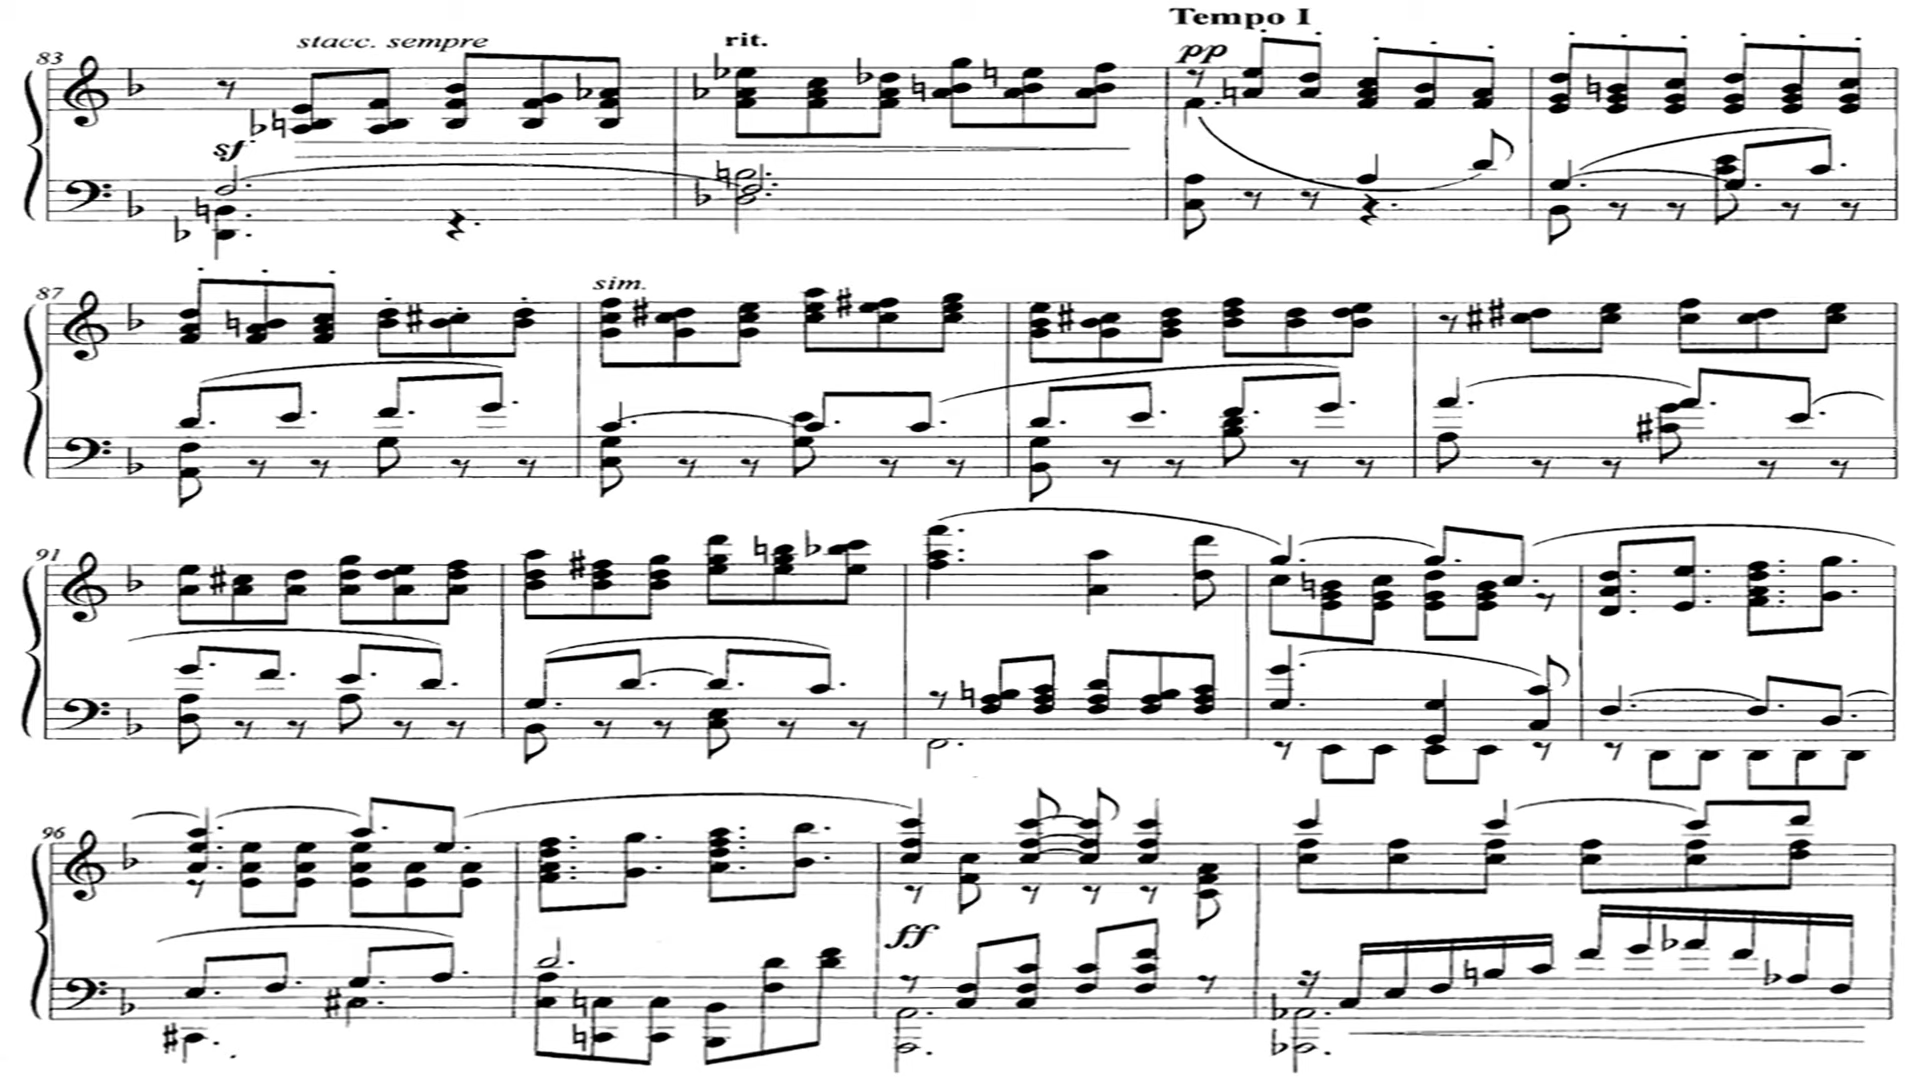 Tempo I
83 stacc. sempre rit. pp
sf
87 sim.
91
96
ff